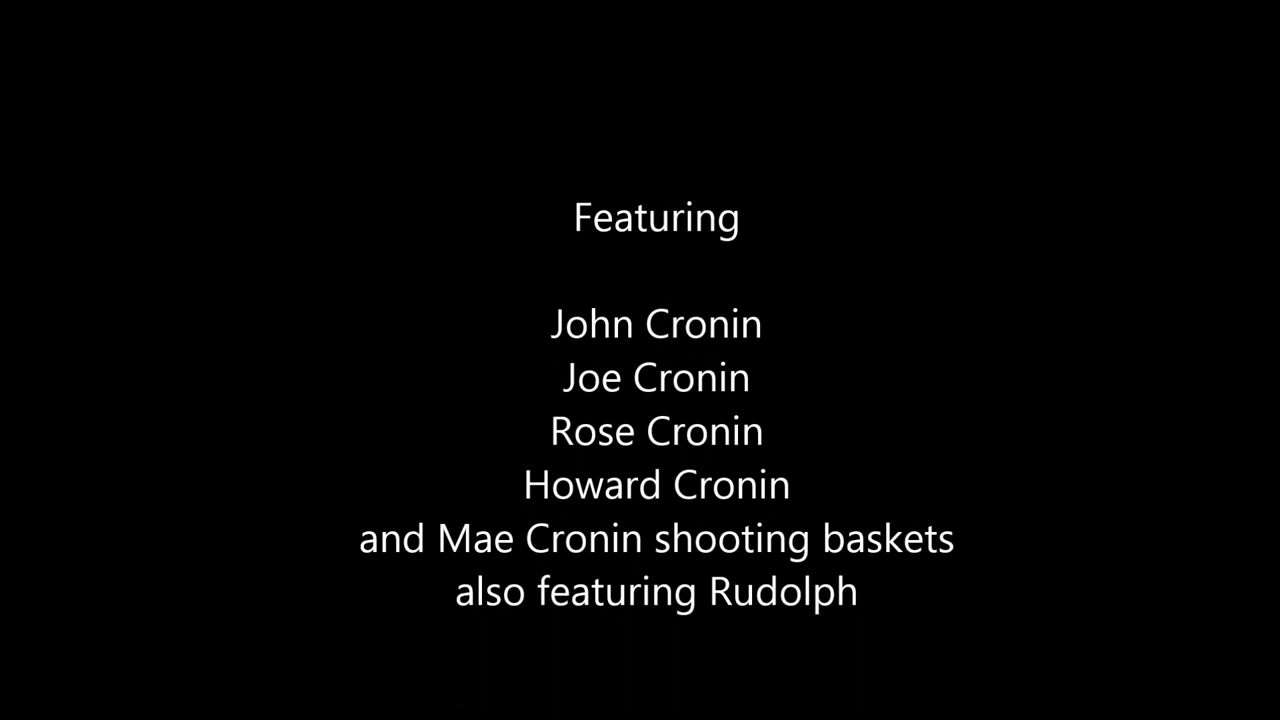 Featuring
John Cronin
Joe Cronin
Rose Cronin
Howard Cronin
and Mae Cronin shooting baskets
also featuring Rudolph